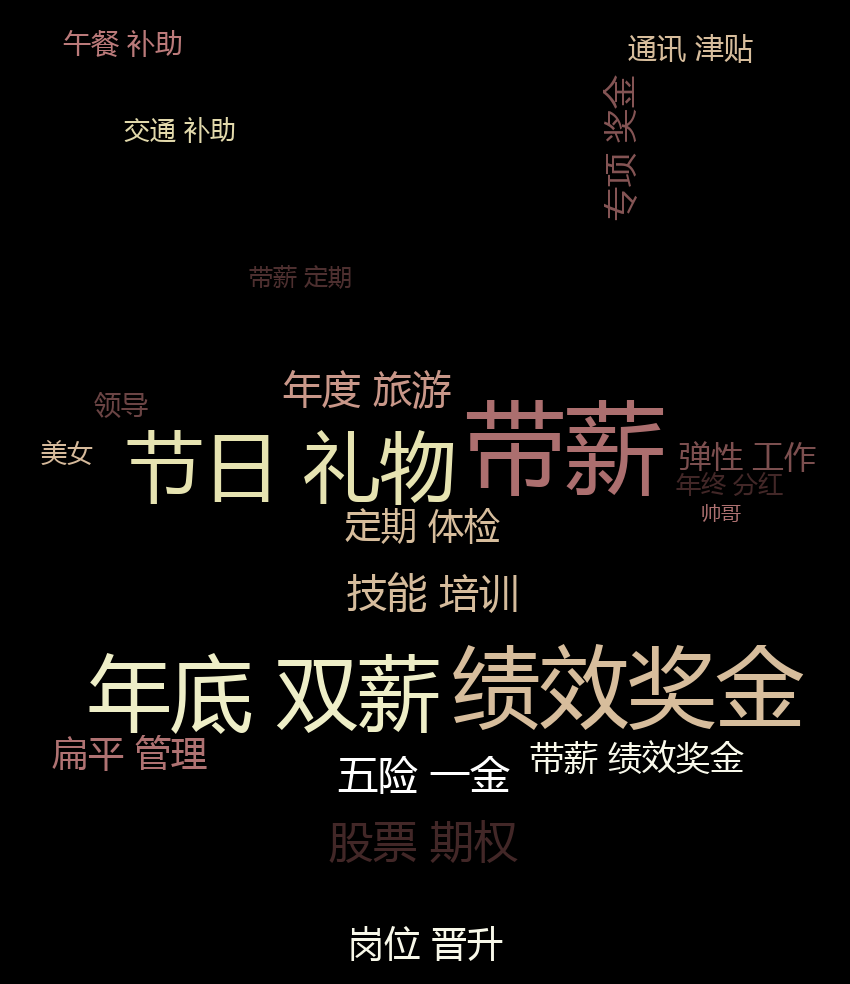 午餐 补助
通讯 津贴
专项 奖金
交通 补助
带薪 定期
年度 旅游
领导
带薪
节日 礼物
美女
弹性 工作
年终 分红
帅哥
定期 体检
技能 培训
年底 双薪
绩效奖金
扁平 管理
带薪 绩效奖金
五险 一金
股票 期权
岗位 晋升